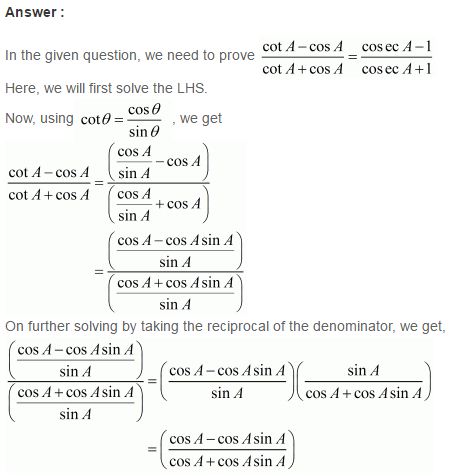 Answer :
In the given question, we need to prove \frac{\cot A - \cos A}{\cot A + \cos A} = \frac{\cos ec A - 1}{\cos ec A + 1}
Here, we will first solve the LHS.
Now, using \cot\theta = \frac{\cos\theta}{\sin\theta} , we get
\frac{\cot A - \cos A}{\cot A + \cos A} = \frac{\left(\frac{\cos A}{\sin A} - \cos A\right)}{\left(\frac{\cos A}{\sin A} + \cos A\right)}
= \frac{\left(\frac{\cos A - \cos A \sin A}{\sin A}\right)}{\left(\frac{\cos A + \cos A \sin A}{\sin A}\right)}
On further solving by taking the reciprocal of the denominator, we get,
\frac{\left(\frac{\cos A - \cos A \sin A}{\sin A}\right)}{\left(\frac{\cos A + \cos A \sin A}{\sin A}\right)} = \left(\frac{\cos A - \cos A \sin A}{\sin A}\right)\left(\frac{\sin A}{\cos A + \cos A \sin A}\right)
= \left(\frac{\cos A - \cos A \sin A}{\cos A + \cos A \sin A}\right)